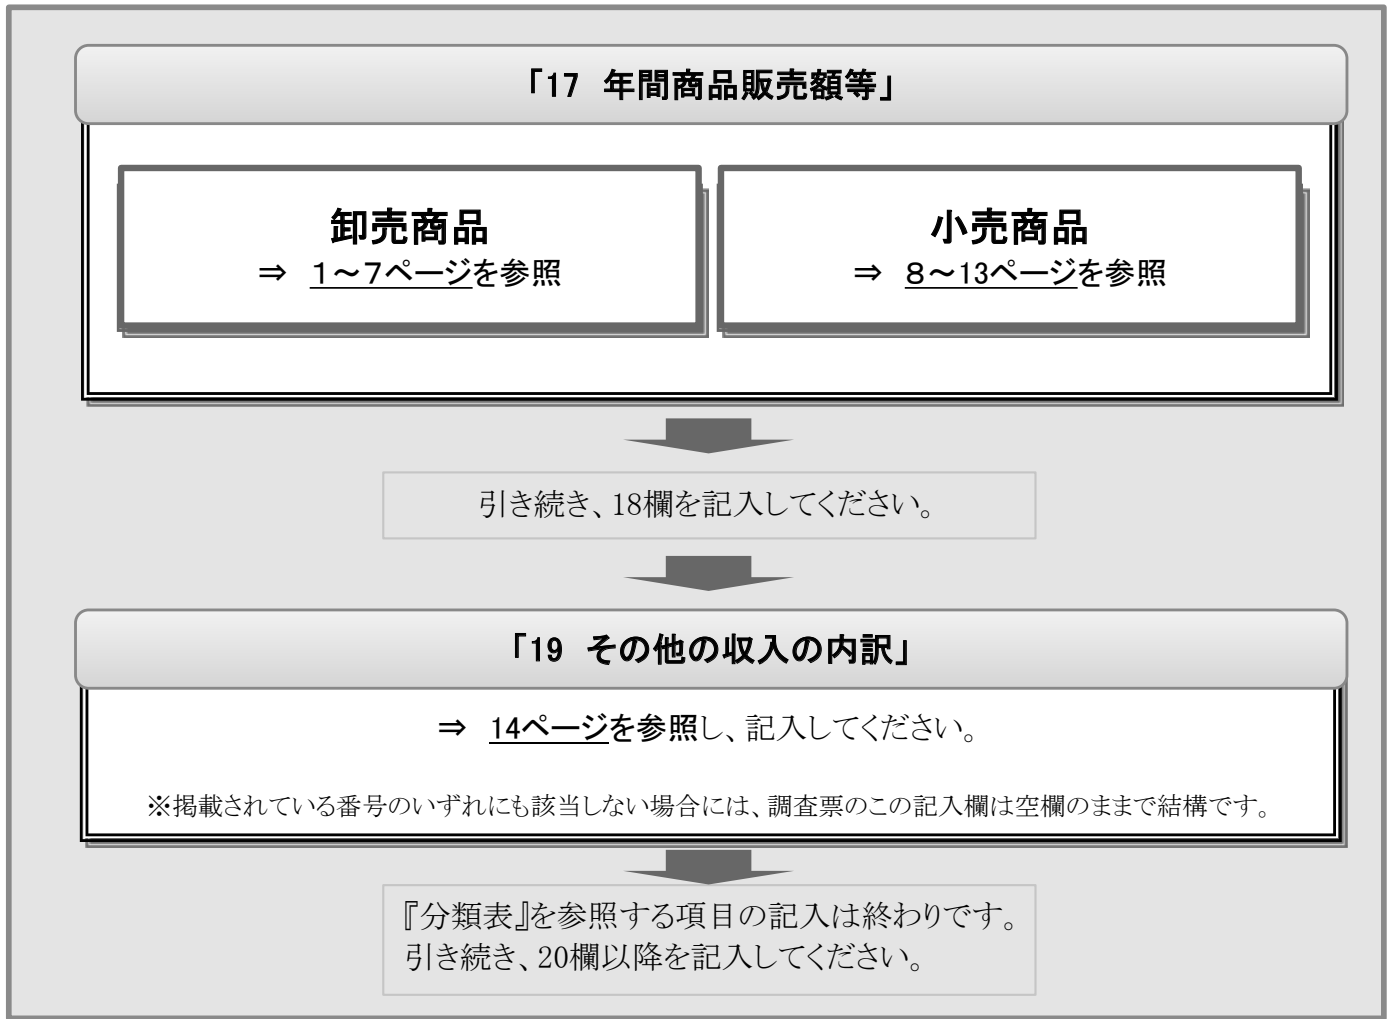 「17　年間商品販売額等」
卸売商品
⇒　１～７ページを参照
小売商品
⇒　８～13ページを参照
引き続き、18欄を記入してください。
「19　その他の収入の内訳」
⇒　14ページを参照し、記入してください。
※掲載されている番号のいずれにも該当しない場合には、調査票のこの記入欄は空欄のままで結構です。
『分類表』を参照する項目の記入は終わりです。
引き続き、20欄以降を記入してください。